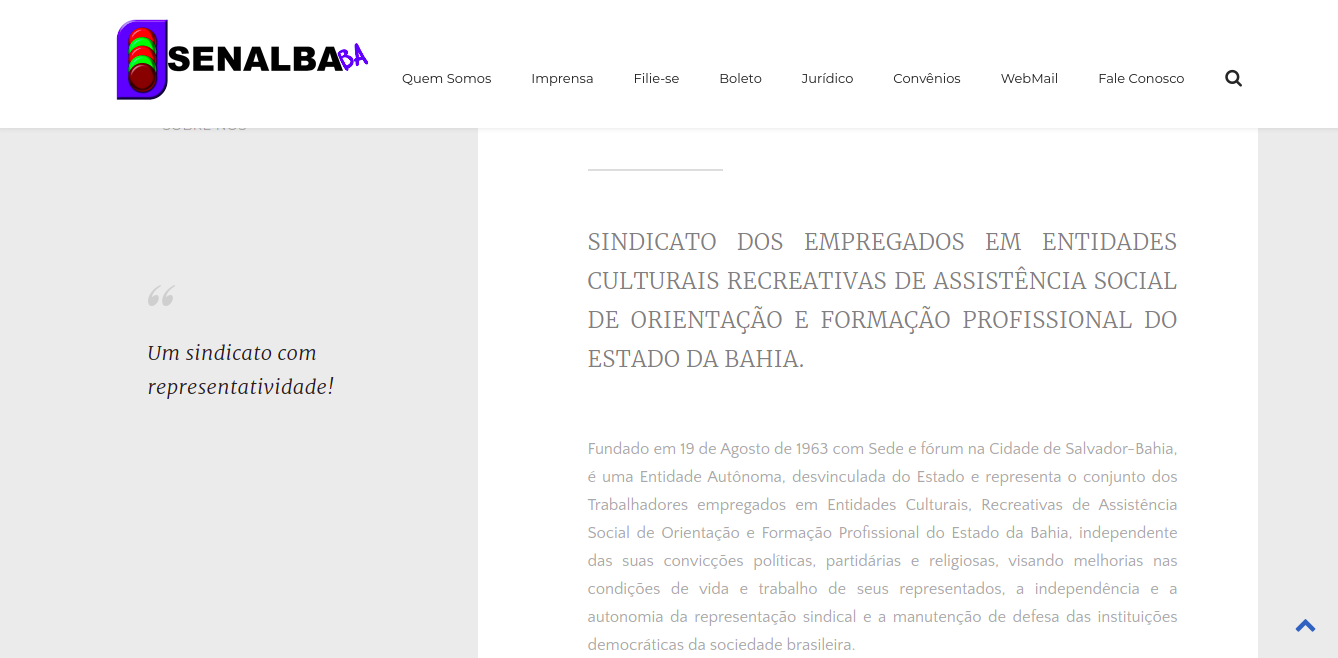 SENALBA BA
Quem Somos
Imprensa
Filie-se
Boleto
Jurídico
Convênios
WebMail
Fale Conosco
SOBRE NÓS
“
Um sindicato com
representatividade!
SINDICATO DOS EMPREGADOS EM ENTIDADES
CULTURAIS RECREATIVAS DE ASSISTÊNCIA SOCIAL
DE ORIENTAÇÃO E FORMAÇÃO PROFISSIONAL DO
ESTADO DA BAHIA.
Fundado em 19 de Agosto de 1963 com Sede e fórum na Cidade de Salvador-Bahia,
é uma Entidade Autônoma, desvinculada do Estado e representa o conjunto dos
Trabalhadores empregados em Entidades Culturais, Recreativas de Assistência
Social de Orientação e Formação Profissional do Estado da Bahia, independente
das suas convicções políticas, partidárias e religiosas, visando melhorias nas
condições de vida e trabalho de seus representados, a independência e a
autonomia da representação sindical e a manutenção de defesa das instituições
democráticas da sociedade brasileira.